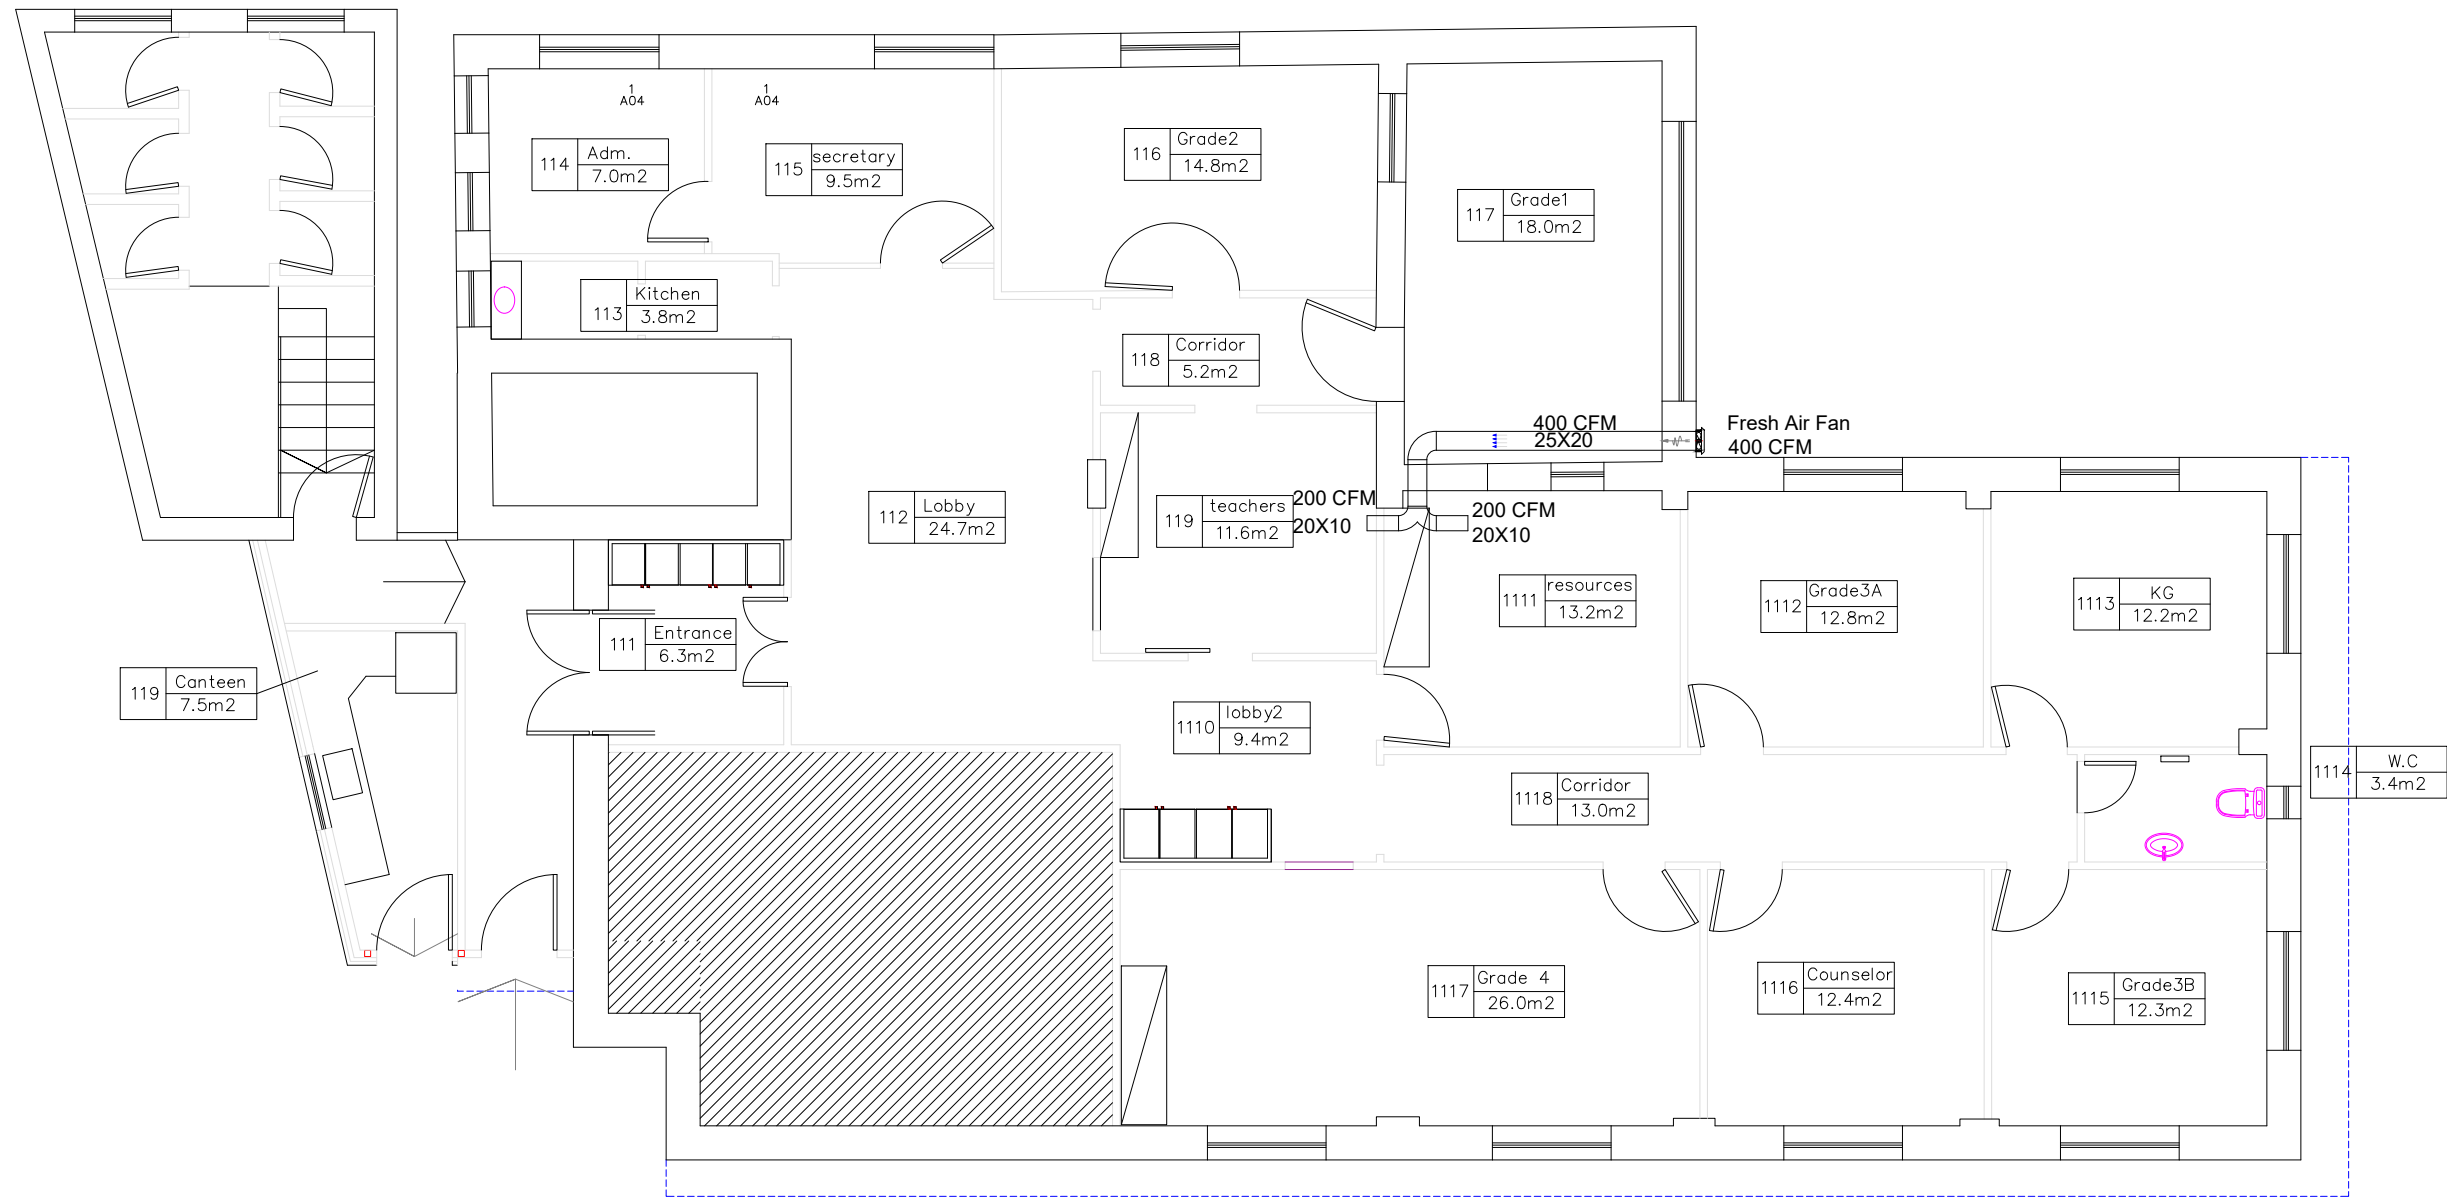 1
A04
1
A04
114
Adm.
7.0m2
115
secretary
9.5m2
116
Grade2
14.8m2
117
Grade1
18.0m2
113
Kitchen
3.8m2
118
Corridor
5.2m2
400 CFM
25X20
Fresh Air Fan
400 CFM
112
Lobby
24.7m2
119
teachers
11.6m2
200 CFM
20X10
200 CFM
20X10
1111
resources
13.2m2
1112
Grade3A
12.8m2
1113
KG
12.2m2
111
Entrance
6.3m2
119
Canteen
7.5m2
1110
lobby2
9.4m2
1118
Corridor
13.0m2
1114
W.C
3.4m2
1117
Grade 4
26.0m2
1116
Counselor
12.4m2
1115
Grade3B
12.3m2